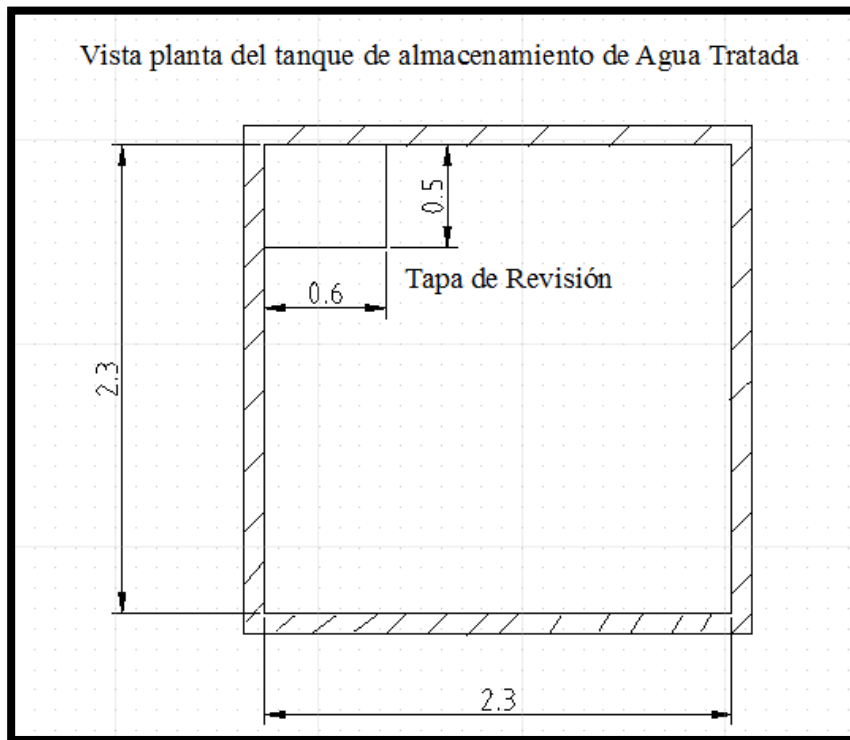 Vista planta del tanque de almacenamiento de Agua Tratada
0.5
Tapa de Revisión
0.6
2.3
2.3